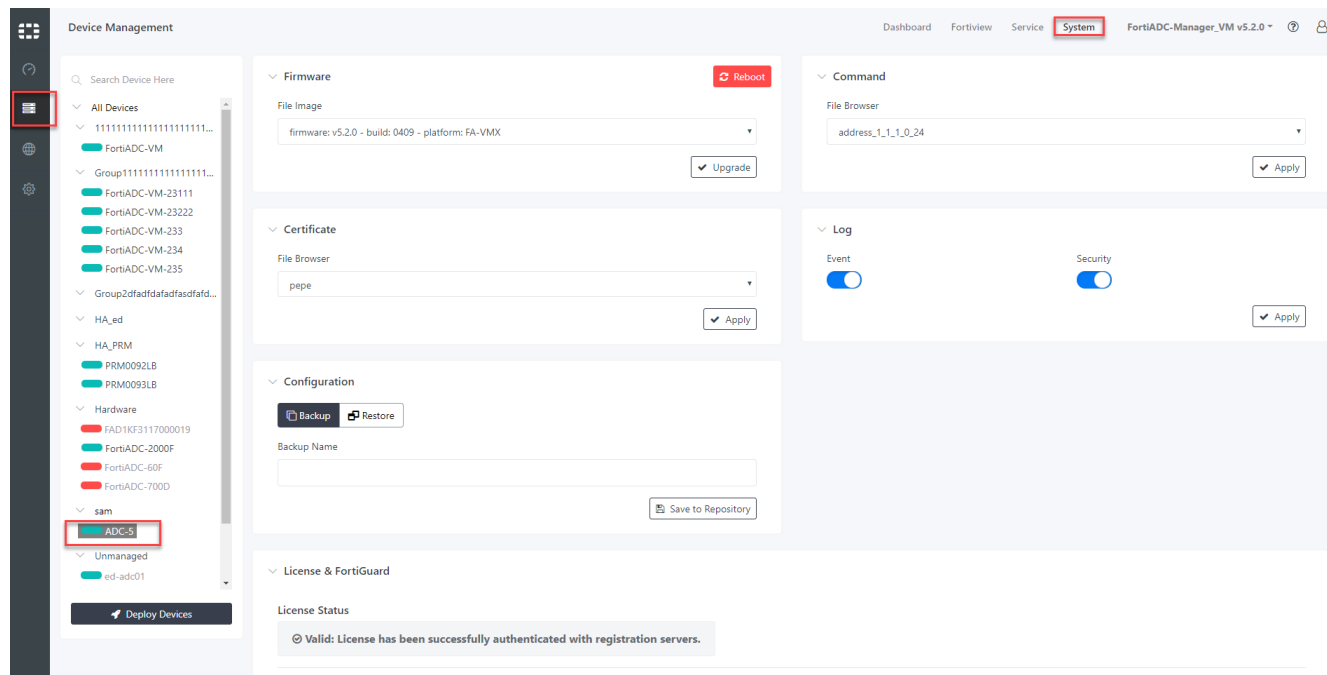 Device Management
Dashboard Fortiview Service System FortiADC-Manager_VM v5.2.0
Search Device Here
All Devices
11111111111111111111...
FortiADC-VM
Group1111111111111111...
FortiADC-VM-23111
FortiADC-VM-23222
FortiADC-VM-233
FortiADC-VM-234
FortiADC-VM-235
Group2dfadfdafadfasdfafd...
HA_ed
HA_PRM
PRM0092LB
PRM0093LB
Hardware
FAD1KF3117000019
FortiADC-2000F
FortiADC-60F
FortiADC-700D
sam
ADC-5
Unmanaged
ed-adc01
Deploy Devices
Firmware
Reboot
File Image
firmware: v5.2.0 - build: 0409 - platform: FA-VMX
Upgrade
Command
File Browser
address_1_1_1_0_24
Apply
Certificate
File Browser
pepe
Apply
Log
Event Security
Apply
Configuration
Backup Restore
Backup Name
Save to Repository
License & FortiGuard
License Status
Valid: License has been successfully authenticated with registration servers.